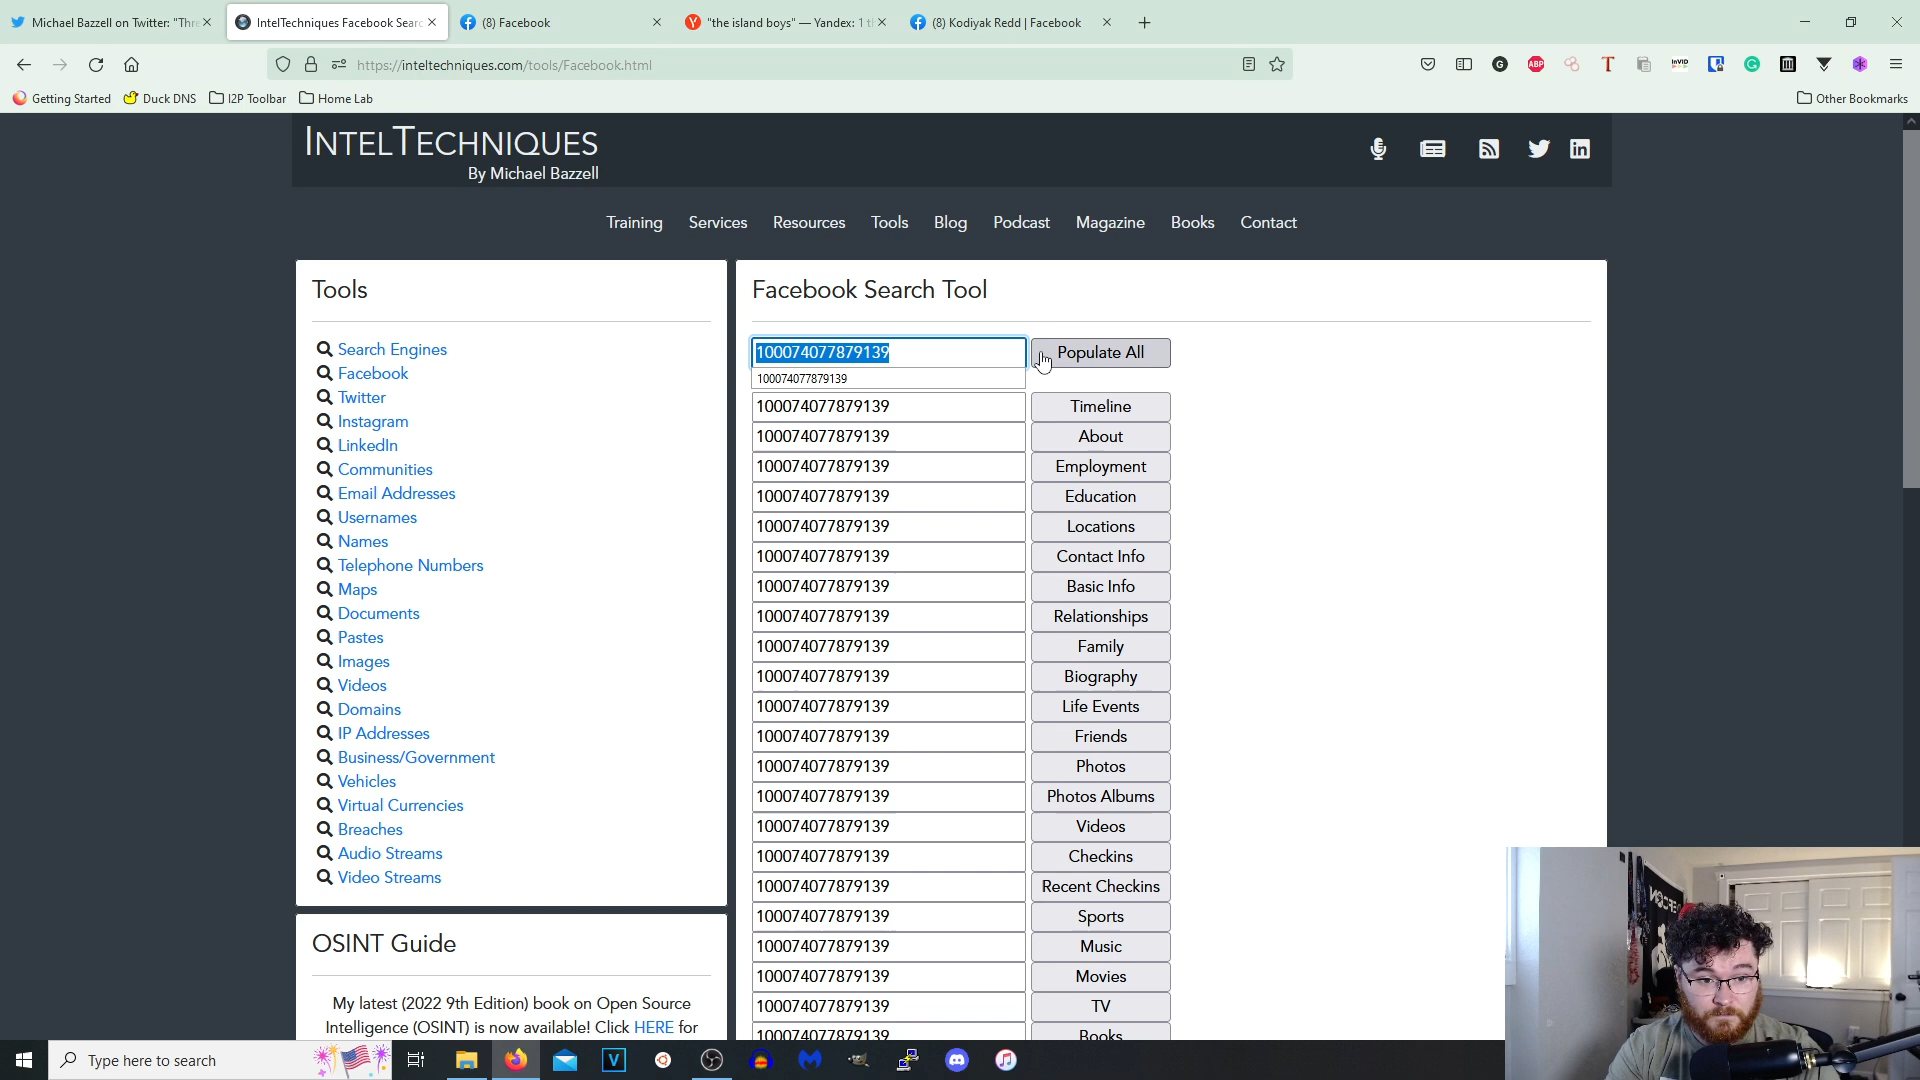 Michael Bazzell on Twitter: "Thre
IntelTechniques Facebook Searc
(8) Facebook
"the island boys" — Yandex: 1 t
(8) Kodiyak Redd | Facebook
https://inteltechniques.com/tools/Facebook.html
Getting Started
Duck DNS
I2P Toolbar
Home Lab
Other Bookmarks
INTELTECHNIQUES
By Michael Bazzell
Training Services Resources Tools Blog Podcast Magazine Books Contact
Tools
Search Engines
Facebook
Twitter
Instagram
LinkedIn
Communities
Email Addresses
Usernames
Names
Telephone Numbers
Maps
Documents
Pastes
Images
Videos
Domains
IP Addresses
Business/Government
Vehicles
Virtual Currencies
Breaches
Audio Streams
Video Streams
OSINT Guide
My latest (2022 9th Edition) book on Open Source
Intelligence (OSINT) is now available! Click HERE for
Facebook Search Tool
100074077879139 Populate All
100074077879139
100074077879139 Timeline
100074077879139 About
100074077879139 Employment
100074077879139 Education
100074077879139 Locations
100074077879139 Contact Info
100074077879139 Basic Info
100074077879139 Relationships
100074077879139 Family
100074077879139 Biography
100074077879139 Life Events
100074077879139 Friends
100074077879139 Photos
100074077879139 Photos Albums
100074077879139 Videos
100074077879139 Checkins
100074077879139 Recent Checkins
100074077879139 Sports
100074077879139 Music
100074077879139 Movies
100074077879139 TV
100074077879139 Books
Type here to search